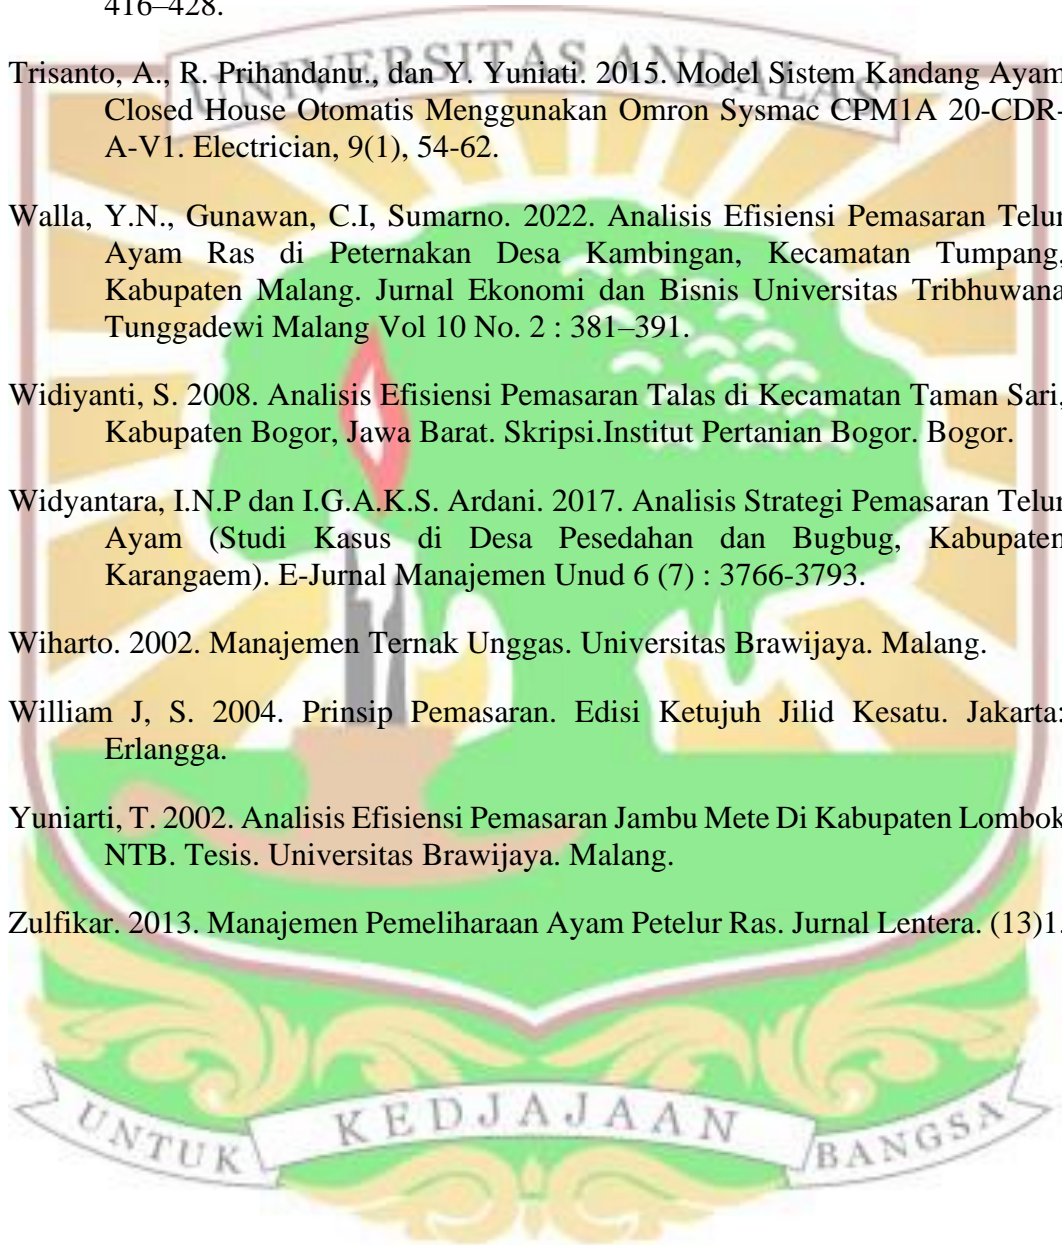 416–428.
UNIVERSITAS ANDALAS
Trisanto, A., R. Prihandanu., dan Y. Yuniati. 2015. Model Sistem Kandang Ayam
Closed House Otomatis Menggunakan Omron Sysmac CPM1A 20-CDR-
A-V1. Electrician, 9(1), 54-62.
Walla, Y.N., Gunawan, C.I, Sumarno. 2022. Analisis Efisiensi Pemasaran Telur
Ayam Ras di Peternakan Desa Kambingan, Kecamatan Tumpang,
Kabupaten Malang. Jurnal Ekonomi dan Bisnis Universitas Tribhuwana
Tunggadewi Malang Vol 10 No. 2 : 381–391.
Widiyanti, S. 2008. Analisis Efisiensi Pemasaran Talas di Kecamatan Taman Sari,
Kabupaten Bogor, Jawa Barat. Skripsi.Institut Pertanian Bogor. Bogor.
Widyantara, I.N.P dan I.G.A.K.S. Ardani. 2017. Analisis Strategi Pemasaran Telur
Ayam (Studi Kasus di Desa Pesedahan dan Bugbug, Kabupaten
Karangaem). E-Jurnal Manajemen Unud 6 (7) : 3766-3793.
Wiharto. 2002. Manajemen Ternak Unggas. Universitas Brawijaya. Malang.
William J, S. 2004. Prinsip Pemasaran. Edisi Ketujuh Jilid Kesatu. Jakarta:
Erlangga.
Yuniarti, T. 2002. Analisis Efisiensi Pemasaran Jambu Mete Di Kabupaten Lombok
NTB. Tesis. Universitas Brawijaya. Malang.
Zulfikar. 2013. Manajemen Pemeliharaan Ayam Petelur Ras. Jurnal Lentera. (13)1.
UNTUK KEDJAJAAN BANGSA